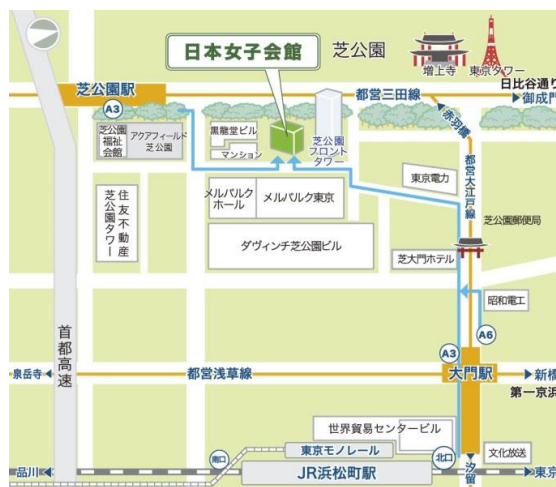 日本女子会館
芝公園
増上寺
東京タワー
日比谷通り
芝公園駅
A3
都営三田線
御成門
赤羽橋
芝公園
福祉
会館
アクアフィールド
芝公園
黒龍堂ビル
マンション
芝公園
フロント
タワー
東京電力
都営大江戸線
芝公園郵便局
住友不動産
芝公園タワー
メルパルク
ホール
メルパルク東京
ダヴィンチ芝公園ビル
芝大門ホテル
昭和電工
首都高速
A6
A3
泉岳寺
都営浅草線
大門駅
新橋
第一京浜
世界貿易センタービル
南口
東京モノレール
北口
汐留
文化放送
品川
JR浜松町駅
東京